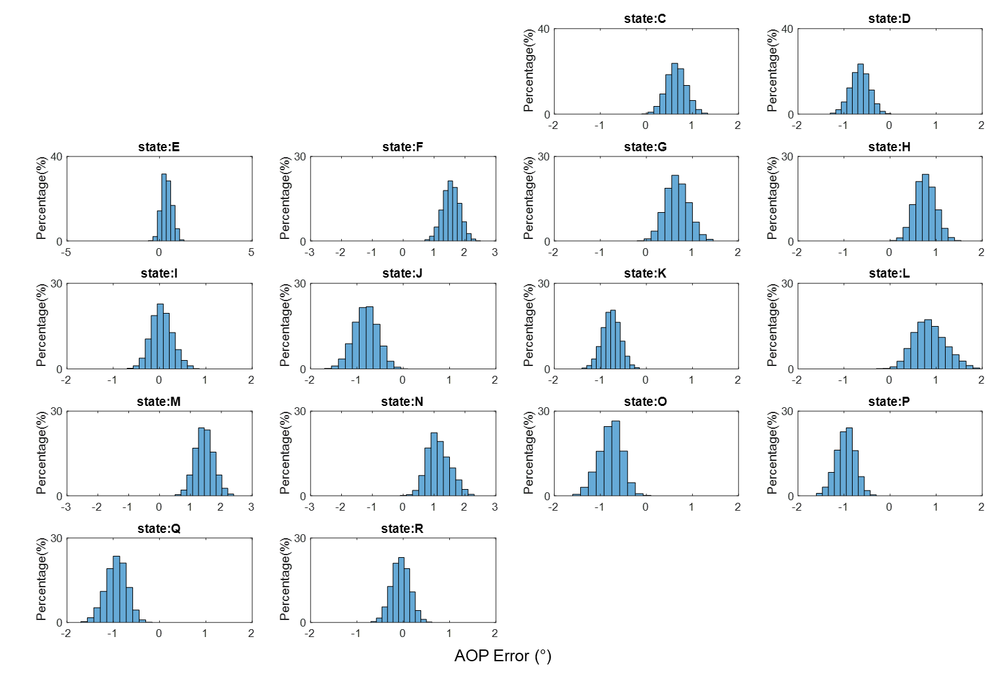 state:C
Percentage(%)
40
0
-2 -1 0 1 2
state:D
Percentage(%)
40
0
-2 -1 0 1 2
state:E
Percentage(%)
40
0
-5 0 5
state:F
Percentage(%)
30
0
-3 -2 -1 0 1 2 3
state:G
Percentage(%)
30
0
-2 -1 0 1 2
state:H
Percentage(%)
30
0
-2 -1 0 1 2
state:I
Percentage(%)
30
0
-2 -1 0 1 2
state:J
Percentage(%)
30
0
-2 -1 0 1 2
state:K
Percentage(%)
30
0
-2 -1 0 1 2
state:L
Percentage(%)
30
0
-2 -1 0 1 2
state:M
Percentage(%)
30
0
-3 -2 -1 0 1 2 3
state:N
Percentage(%)
30
0
-3 -2 -1 0 1 2 3
state:O
Percentage(%)
30
0
-2 -1 0 1 2
state:P
Percentage(%)
30
0
-2 -1 0 1 2
state:Q
Percentage(%)
30
0
-2 -1 0 1 2
state:R
Percentage(%)
30
0
-2 -1 0 1 2
AOP Error (°)